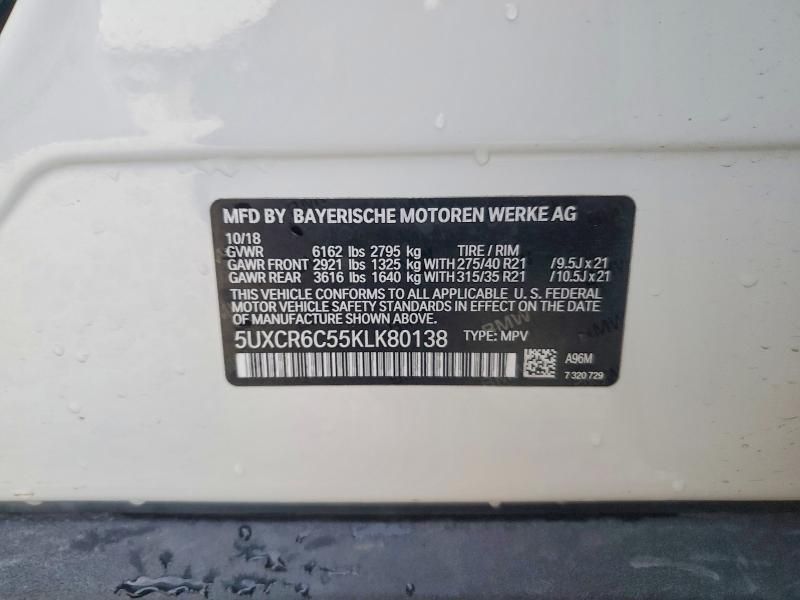 MFD BY BAYERISCHE MOTOREN WERKE AG
10/18
GVWR 6162 lbs 2795 kg TIRE / RIM
GAWR FRONT 2921 lbs 1325 kg WITH 275/40 R21 /9.5J x 21
GAWR REAR 3616 lbs 1640 kg WITH 315/35 R21 /10.5J x 21
THIS VEHICLE CONFORMS TO ALL APPLICABLE, U. S. FEDERAL
MOTOR VEHICLE SAFETY STANDARDS IN EFFECT ON THE DATE
OF MANUFACTURE SHOWN ABOVE.
5UXCR6C55KLK80138 TYPE: MPV
A96M
7 320 729
BMW